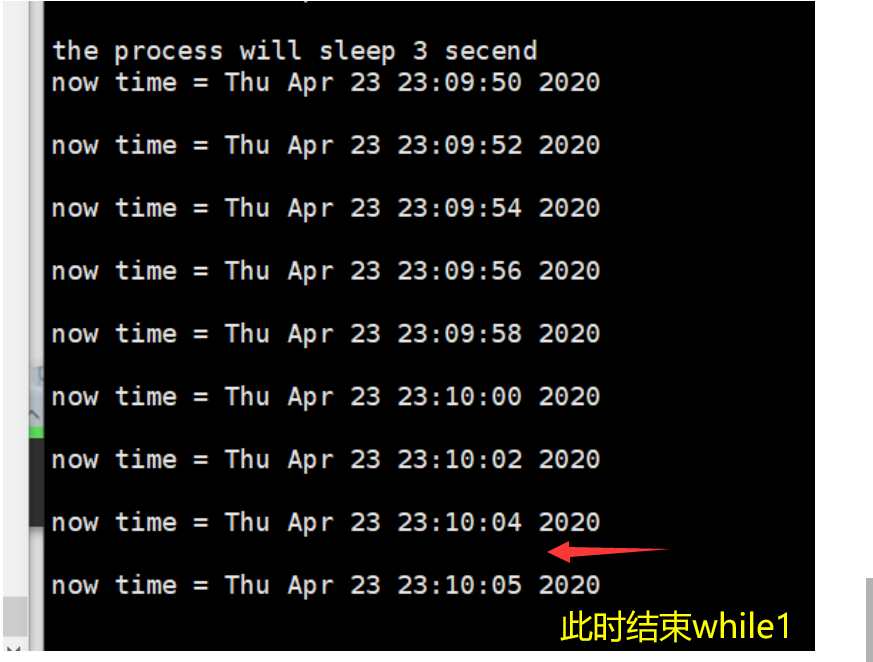 the process will sleep 3 secend
now time = Thu Apr 23 23:09:50 2020
now time = Thu Apr 23 23:09:52 2020
now time = Thu Apr 23 23:09:54 2020
now time = Thu Apr 23 23:09:56 2020
now time = Thu Apr 23 23:09:58 2020
now time = Thu Apr 23 23:10:00 2020
now time = Thu Apr 23 23:10:02 2020
now time = Thu Apr 23 23:10:04 2020
now time = Thu Apr 23 23:10:05 2020
此时结束while1